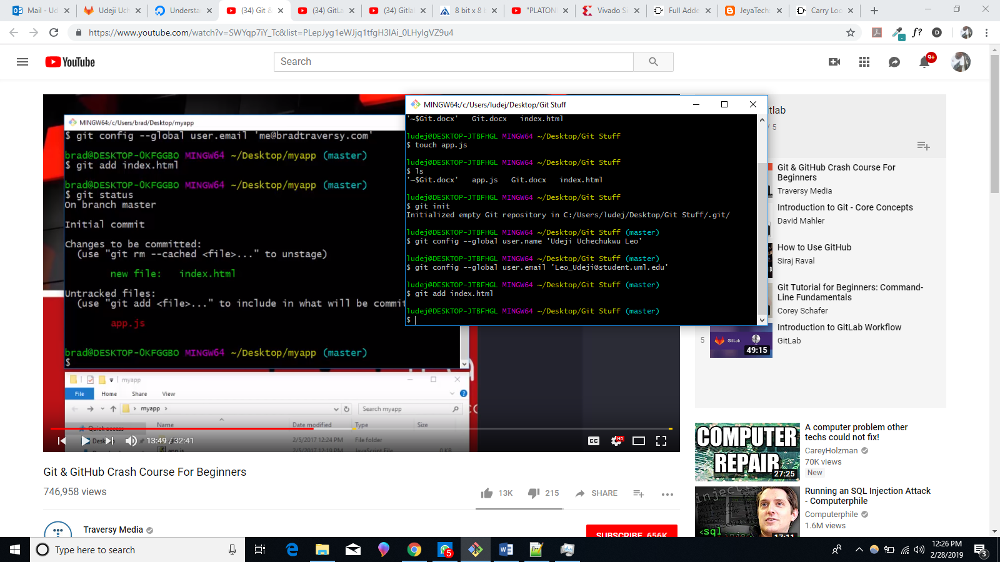 Mail - Ud
Udeji Uch
Understa
(34) Git &
(34) GitLa
(34) Gitla
8 bit x 8 b
"PLATONI
Vivado Si
Full Adde
JeyaTech
Carry Loo
https://www.youtube.com/watch?v=SWYqp7iY_Tc&list=PLepJyg1eWJjq1tfgH3IAi_0LHyIgVZ9u4
YouTube
Search
9+
MINGW64:/c/Users/brad/Desktop/myapp
$ git config --global user.email 'me@bradtraversy.com'
brad@DESKTOP-0KFGGBO MINGW64 ~/Desktop/myapp (master)
$ git add index.html
brad@DESKTOP-0KFGGBO MINGW64 ~/Desktop/myapp (master)
$ git status
On branch master
Initial commit
Changes to be committed:
(use "git rm --cached <file>..." to unstage)
new file: index.html
Untracked files:
(use "git add <file>..." to include in what will be commit
app.js
brad@DESKTOP-0KFGGBO MINGW64 ~/Desktop/myapp (master)
$
MINGW64:/c/Users/ludej/Desktop/Git Stuff
'~$Git.docx' Git.docx index.html
ludej@DESKTOP-JTBFHGL MINGW64 ~/Desktop/Git Stuff
$ touch app.js
ludej@DESKTOP-JTBFHGL MINGW64 ~/Desktop/Git Stuff
$ ls
'~$Git.docx' app.js Git.docx index.html
ludej@DESKTOP-JTBFHGL MINGW64 ~/Desktop/Git Stuff
$ git init
Initialized empty Git repository in C:/Users/ludej/Desktop/Git Stuff/.git/
ludej@DESKTOP-JTBFHGL MINGW64 ~/Desktop/Git Stuff (master)
$ git config --global user.name 'Udeji Uchechukwu Leo'
ludej@DESKTOP-JTBFHGL MINGW64 ~/Desktop/Git Stuff (master)
$ git config --global user.email 'Leo_Udeji@student.uml.edu'
ludej@DESKTOP-JTBFHGL MINGW64 ~/Desktop/Git Stuff (master)
$ git add index.html
ludej@DESKTOP-JTBFHGL MINGW64 ~/Desktop/Git Stuff (master)
$
myapp
File Home Share View
myapp
Search myapp
Quick access
Name Date modified Type Size
Deskto
2/5/2017 12:24 PM File folder
app.js 2/5/2017 12:19 PM JavaScript File 0 KB
13:49 / 32:41
CC
HD
Git & GitHub Crash Course For Beginners
746,958 views
13K
215
SHARE
Traversy Media
SUBSCRIBE 656K
tlab
/ 5
Git & GitHub Crash Course For
Beginners
Traversy Media
Introduction to Git - Core Concepts
David Mahler
How to Use GitHub
Siraj Raval
Git Tutorial for Beginners: Command-
Line Fundamentals
Corey Schafer
5
GitLab
49:15
Introduction to GitLab Workflow
GitLab
COMPUTER
REPAIR
27:25
A computer problem other
techs could not fix!
CareyHolzman
70K views
New
<sql
17:11
Running an SQL Injection Attack
- Computerphile
Computerphile
1.6M views
Type here to search
5
12:26 PM
2/28/2019
3